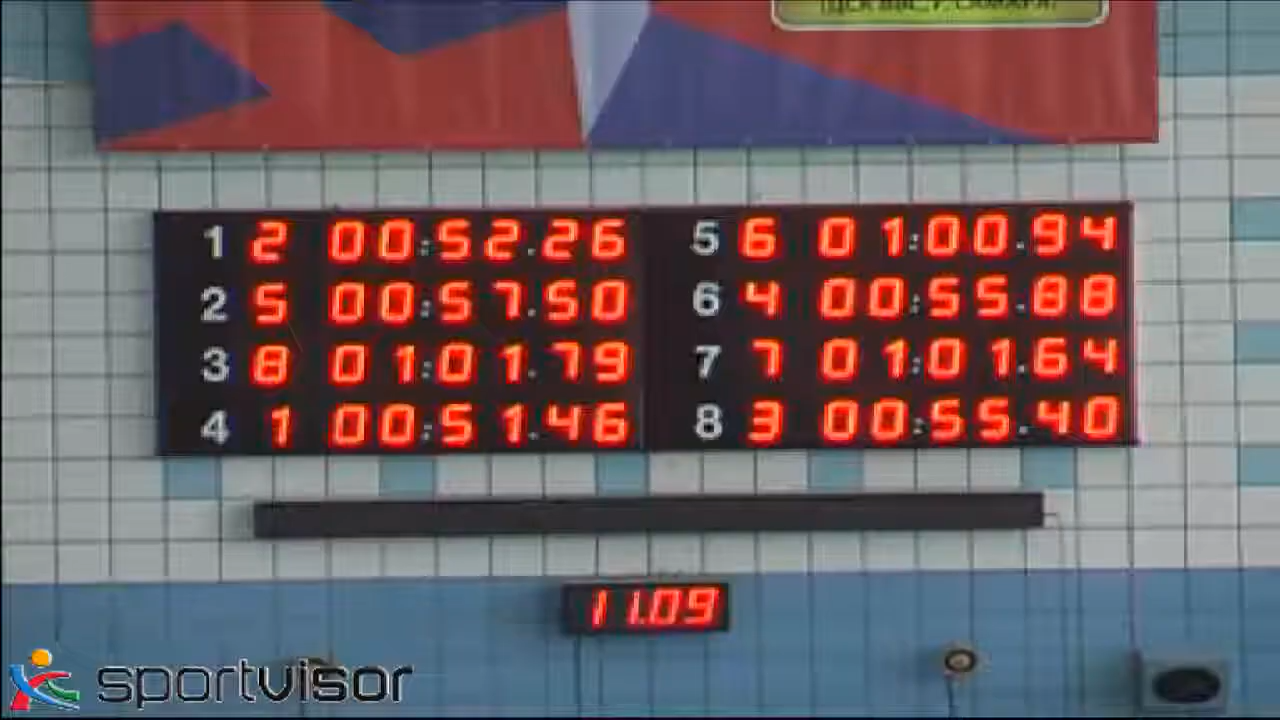 1 2 00:52.26
2 5 00:57.50
3 8 01:01.79
4 1 00:51.46
5 6 01:00.94
6 4 00:55.88
7 7 01:01.64
8 3 00:55.40
11.09
sportvisor